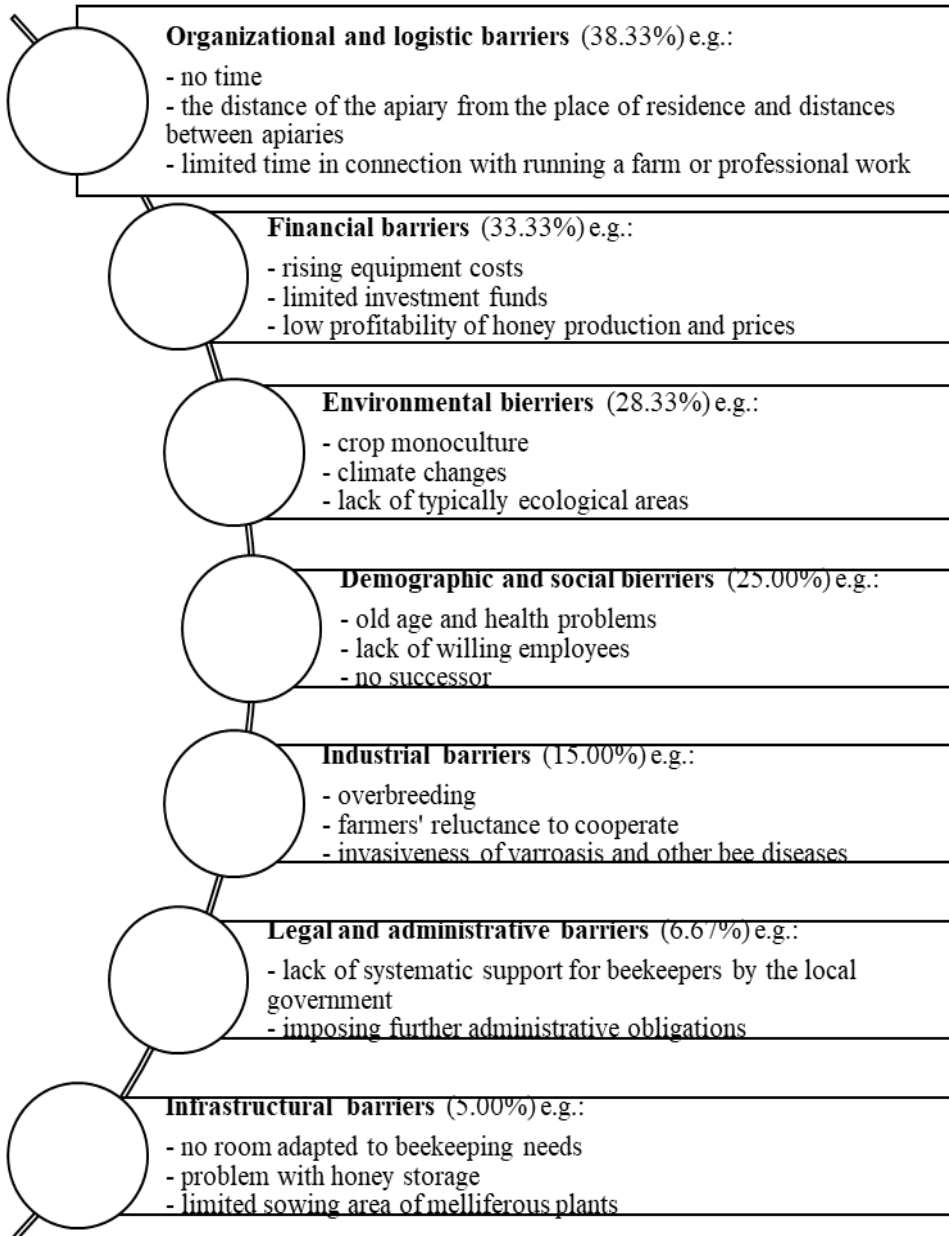 Organizational and logistic barriers (38.33%) e.g.:
- no time
- the distance of the apiary from the place of residence and distances
between apiaries
- limited time in connection with running a farm or professional work
Financial barriers (33.33%) e.g.:
- rising equipment costs
- limited investment funds
- low profitability of honey production and prices
Environmental bierriers (28.33%) e.g.:
- crop monoculture
- climate changes
- lack of typically ecological areas
Demographic and social bierriers (25.00%) e.g.:
- old age and health problems
- lack of willing employees
- no successor
Industrial barriers (15.00%) e.g.:
- overbreeding
- farmers' reluctance to cooperate
- invasiveness of varroasis and other bee diseases
Legal and administrative barriers (6.67%) e.g.:
- lack of systematic support for beekeepers by the local
government
- imposing further administrative obligations
Infrastructural barriers (5.00%) e.g.:
- no room adapted to beekeeping needs
- problem with honey storage
- limited sowing area of melliferous plants